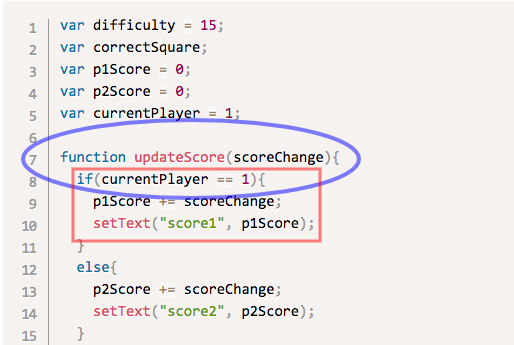 1 var difficulty = 15;
2 var correctSquare;
3 var p1Score = 0;
4 var p2Score = 0;
5 var currentPlayer = 1;
6
7 function updateScore(scoreChange){
8 if(currentPlayer == 1){
9 p1Score += scoreChange;
10 setText("score1", p1Score);
11 }
12 else{
13 p2Score += scoreChange;
14 setText("score2", p2Score);
15 }